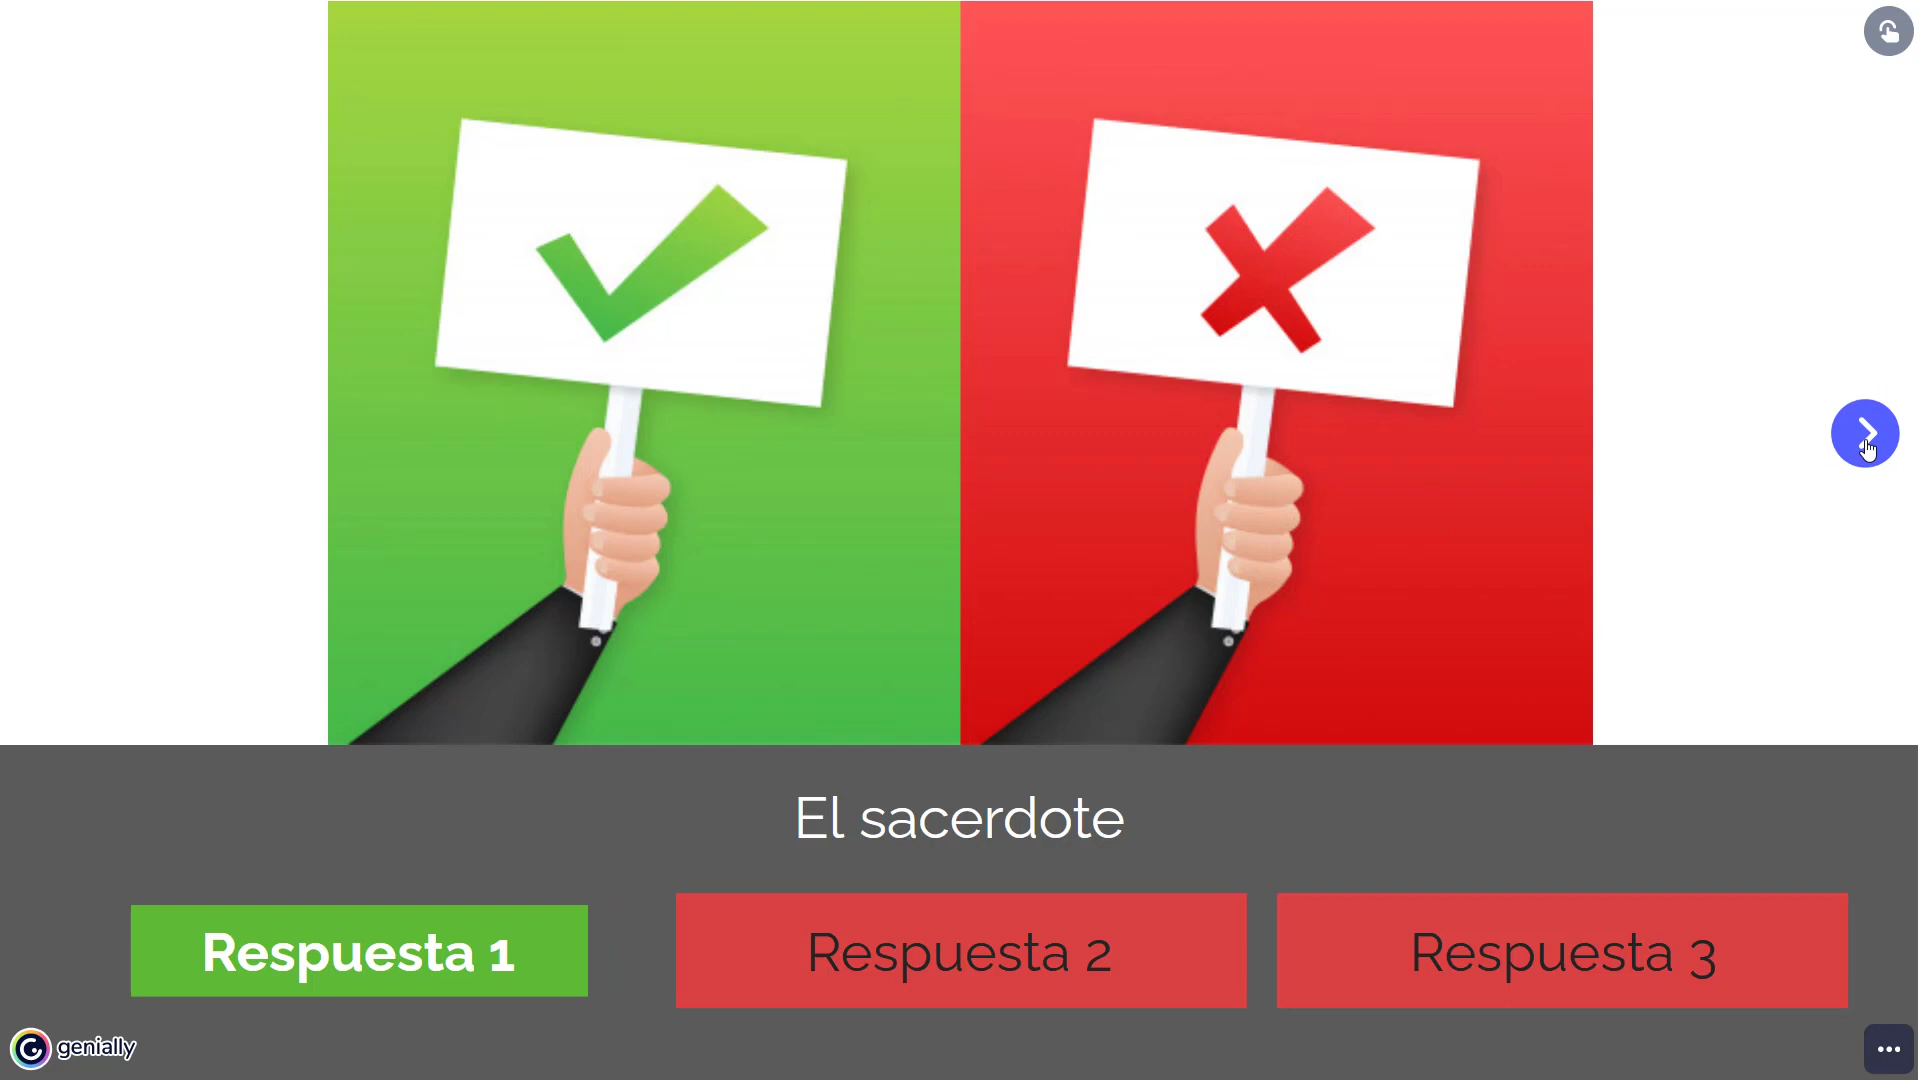 El sacerdote
Respuesta 1
Respuesta 2
Respuesta 3
genially